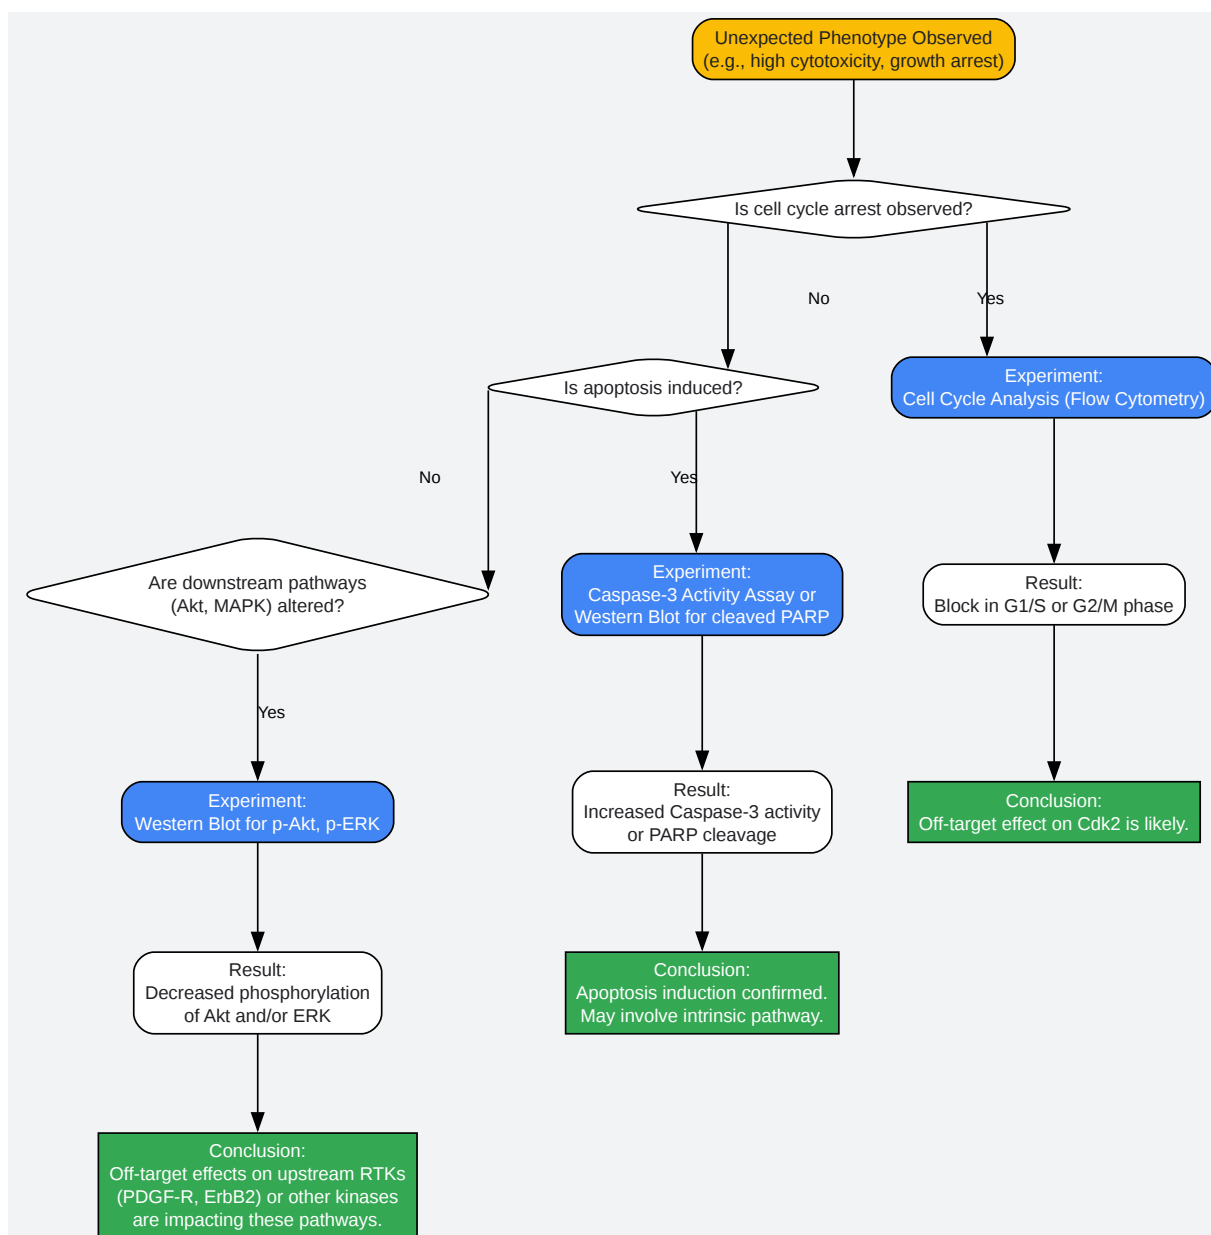 Unexpected Phenotype Observed
(e.g., high cytotoxicity, growth arrest)
Is cell cycle arrest observed?
No
Yes
Is apoptosis induced?
Experiment:
Cell Cycle Analysis (Flow Cytometry)
No
Yes
Are downstream pathways
(Akt, MAPK) altered?
Experiment:
Caspase-3 Activity Assay or
Western Blot for cleaved PARP
Result:
Block in G1/S or G2/M phase
Yes
Experiment:
Western Blot for p-Akt, p-ERK
Result:
Increased Caspase-3 activity
or PARP cleavage
Conclusion:
Off-target effect on Cdk2 is likely.
Result:
Decreased phosphorylation
of Akt and/or ERK
Conclusion:
Apoptosis induction confirmed.
May involve intrinsic pathway.
Conclusion:
Off-target effects on upstream RTKs
(PDGF-R, ErbB2) or other kinases
are impacting these pathways.